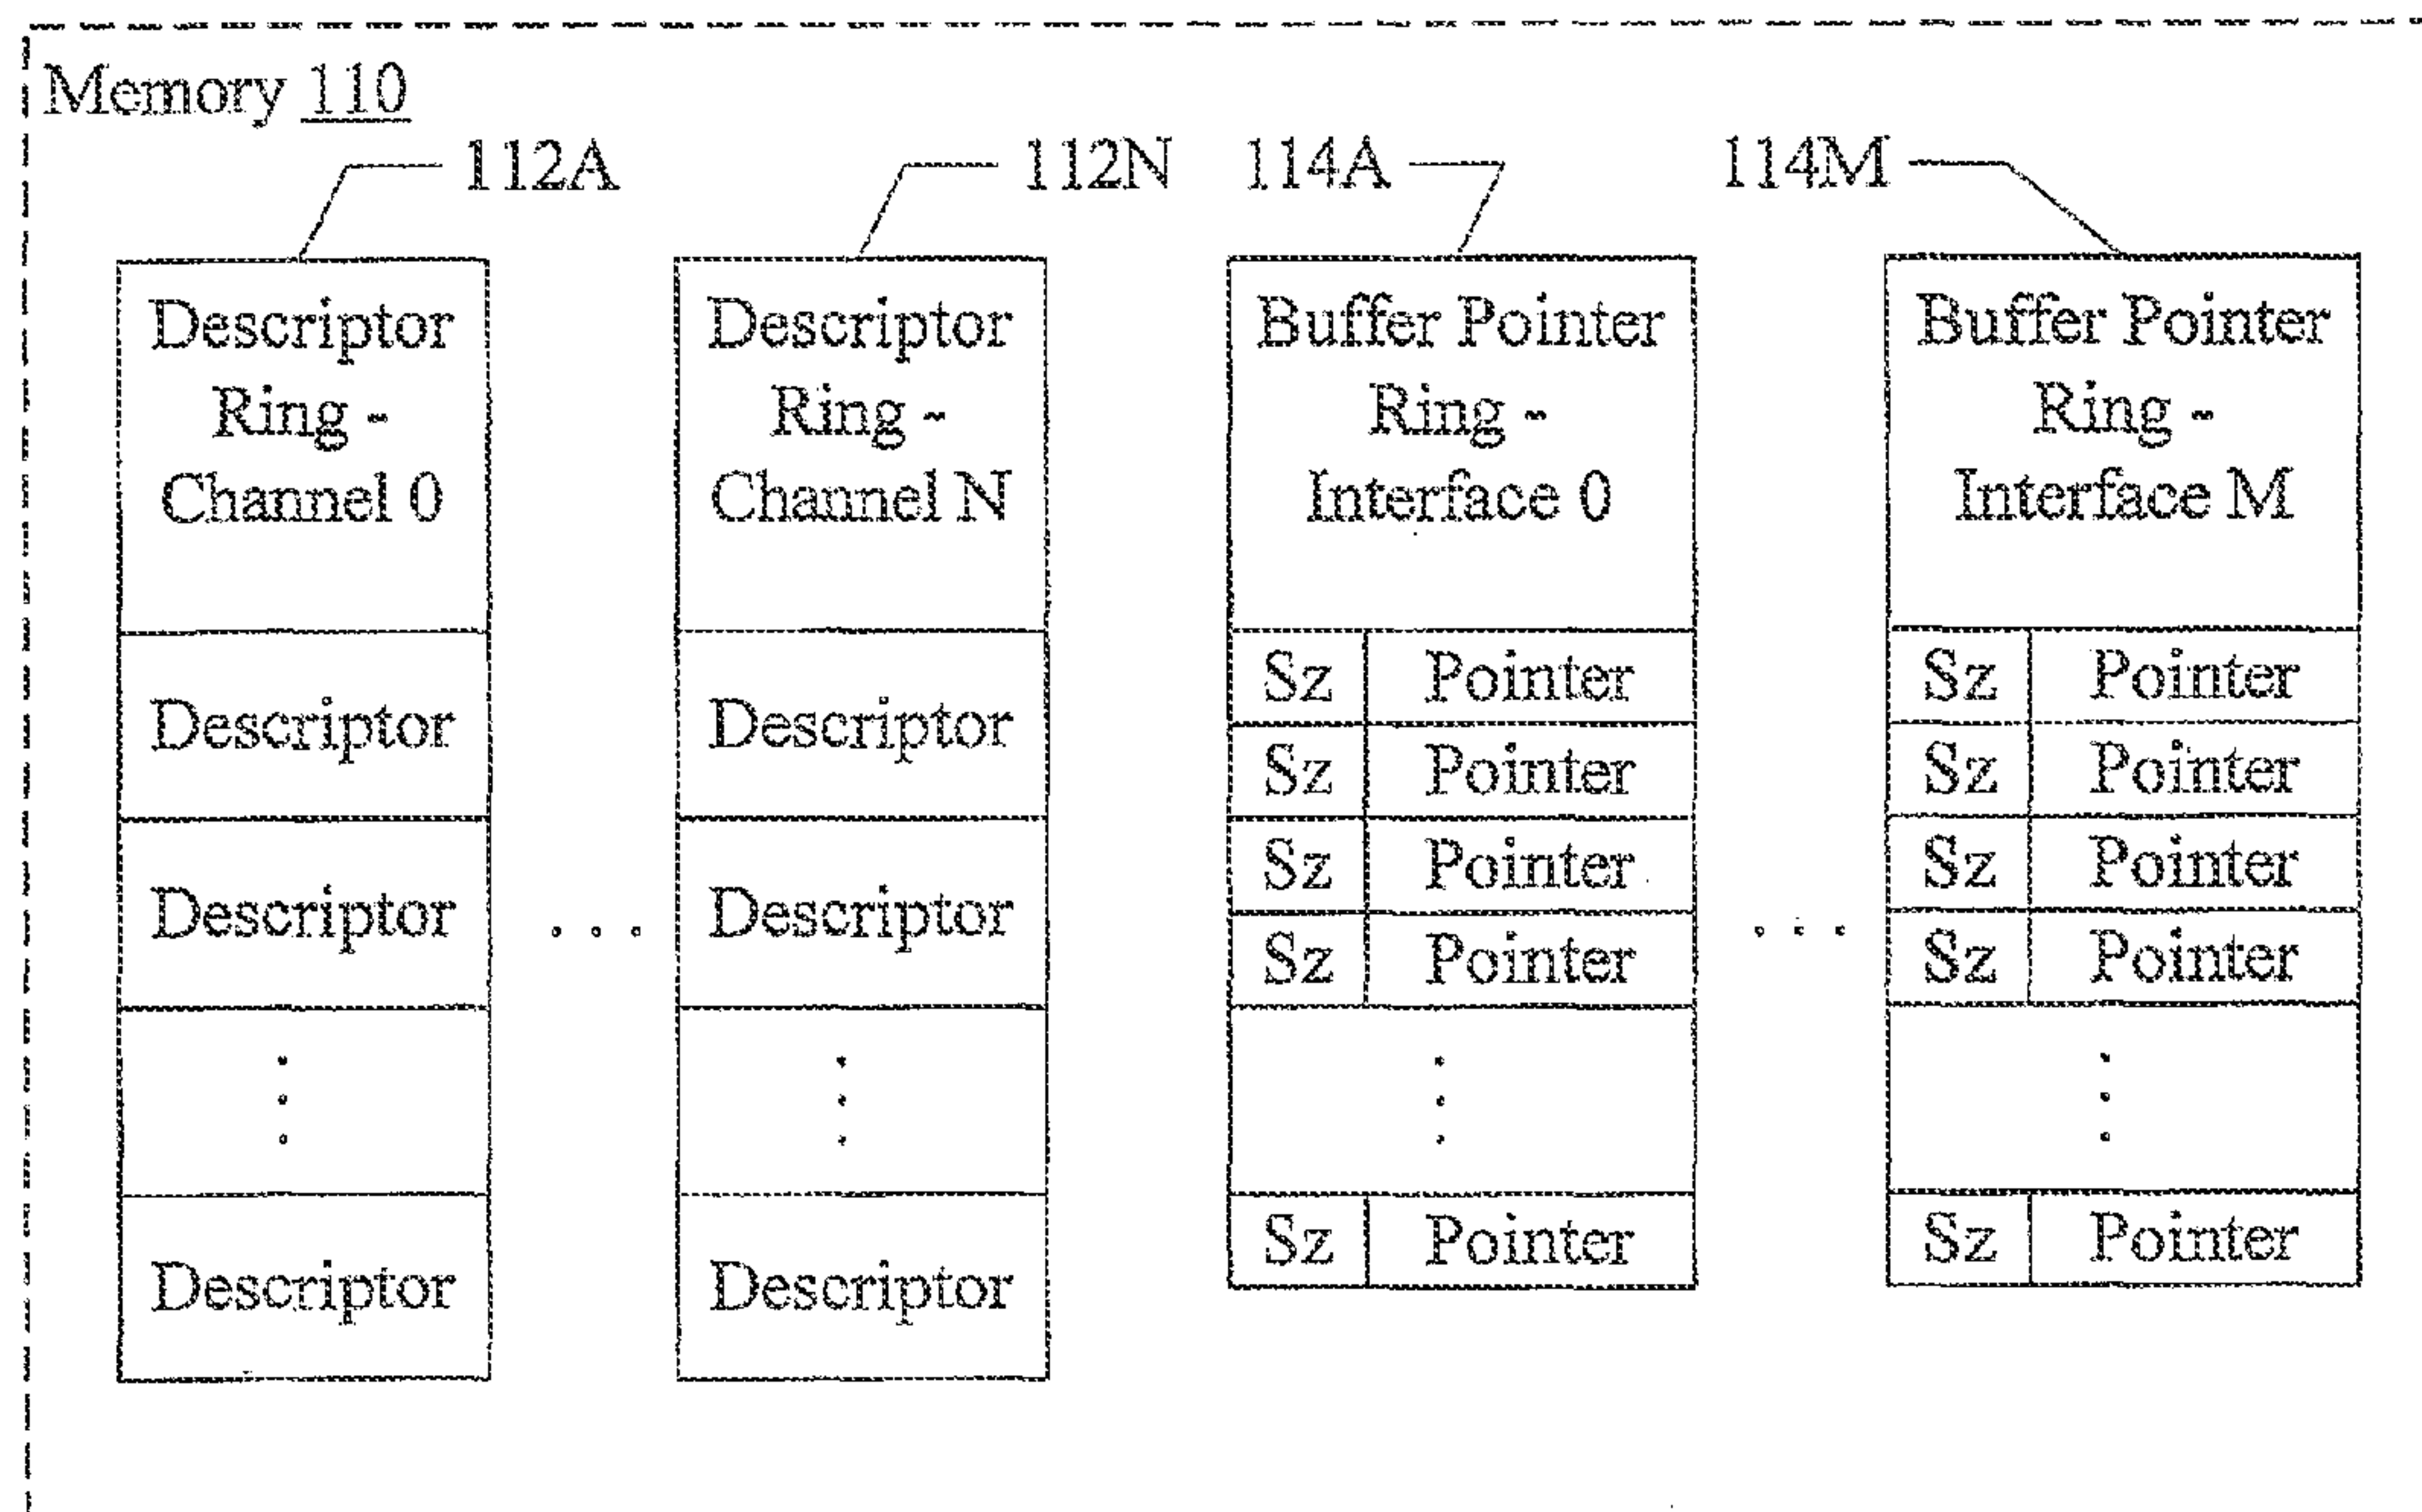 Memory 110
112A
112N
114A
114M
Descriptor
Ring -
Channel 0
Descriptor
Descriptor
Descriptor
Descriptor
Ring -
Channel N
Descriptor
Descriptor
Descriptor
Buffer Pointer
Ring -
Interface 0
Sz Pointer
Sz Pointer
Sz Pointer
Sz Pointer
Sz Pointer
Buffer Pointer
Ring -
Interface M
Sz Pointer
Sz Pointer
Sz Pointer
Sz Pointer
Sz Pointer